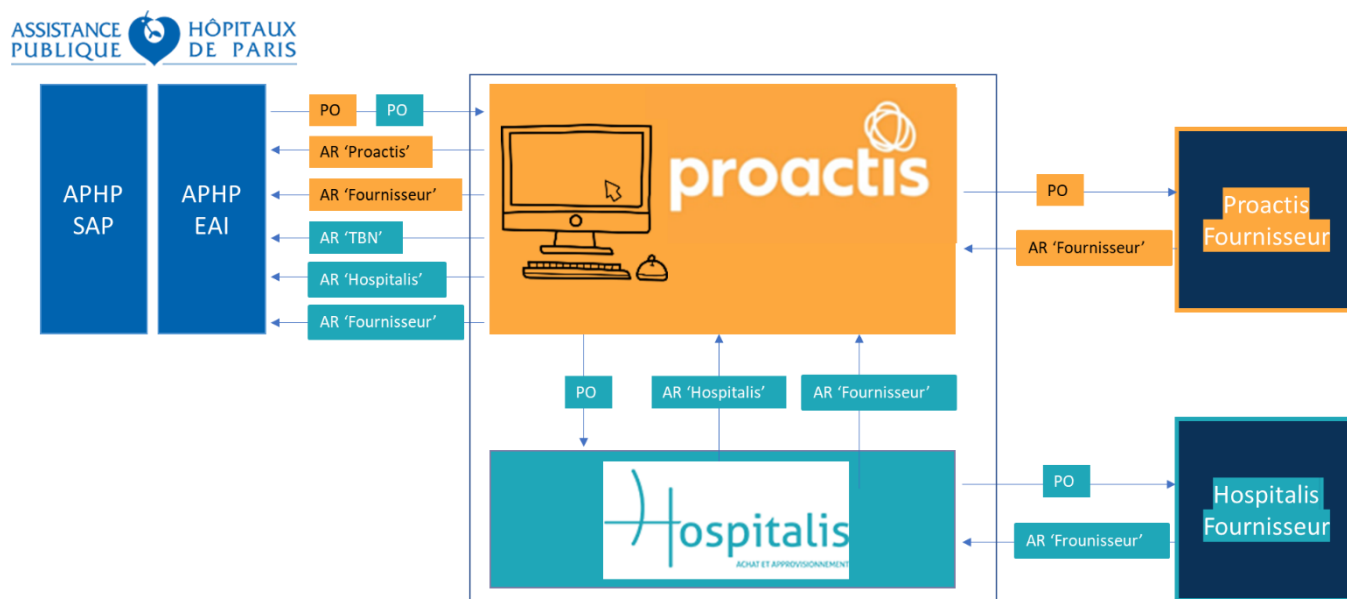 ASSISTANCE HÔPITAUX
PUBLIQUE DE PARIS
APHP
SAP
APHP
EAI
PO
PO
AR ‘Proactis’
AR ‘Fournisseur’
AR ‘TBN’
AR ‘Hospitalis’
AR ‘Fournisseur’
proactis
PO
AR ‘Fournisseur’
Proactis
Fournisseur
PO
AR ‘Hospitalis’
AR ‘Fournisseur’
Hospitalis
ACHAT ET APPROVISIONNEMENT
PO
AR ‘Frounisseur’
Hospitalis
Fournisseur